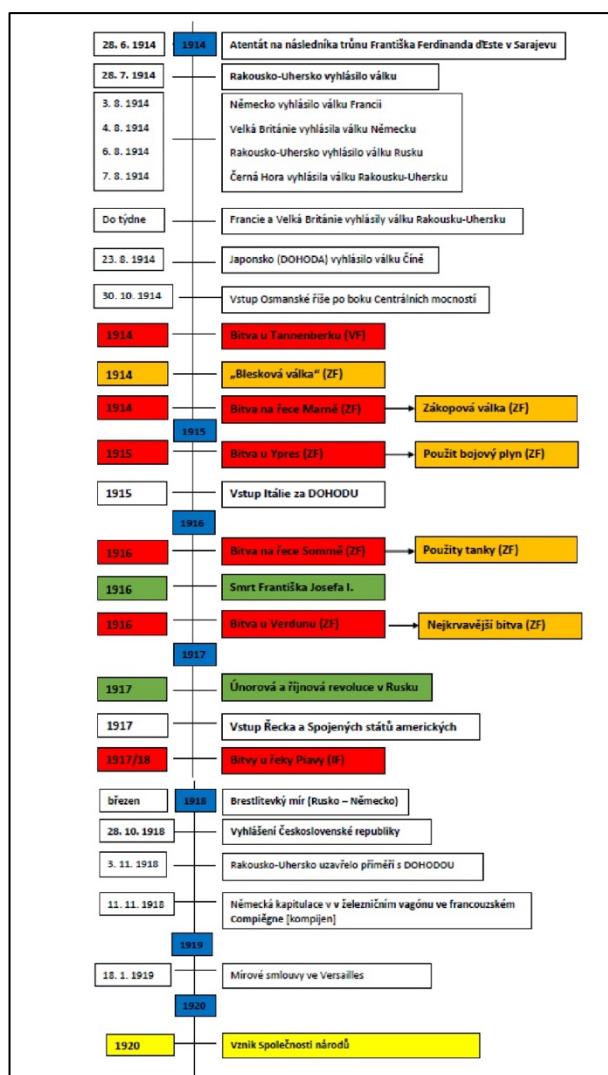 28. 6. 1914 1914 Atentát na následníka trůnu Františka Ferdinanda ďEste v Sarajevu
28. 7. 1914 Rakousko-Uhersko vyhlásilo válku
3. 8. 1914 Německo vyhlásilo válku Francii
4. 8. 1914 Velká Británie vyhlásila válku Německu
6. 8. 1914 Rakousko-Uhersko vyhlásilo válku Rusku
7. 8. 1914 Černá Hora vyhlásila válku Rakousku-Uhersku
Do týdne Francie a Velká Británie vyhlásily válku Rakousku-Uhersku
23. 8. 1914 Japonsko (DOHODA) vyhlásilo válku Číně
30. 10. 1914 Vstup Osmanské říše po boku Centrálních mocností
1914 Bitva u Tannenberku (VF)
1914 „Blesková válka“ (ZF)
1914 Bitva na řece Marně (ZF) Zákopová válka (ZF)
1915
1915 Bitva u Ypres (ZF) Použit bojový plyn (ZF)
1915 Vstup Itálie za DOHODU
1916
1916 Bitva na řece Sommě (ZF) Použity tanky (ZF)
1916 Smrt Františka Josefa I.
1916 Bitva u Verdunu (ZF) Nejkrvavější bitva (ZF)
1917
1917 Únorová a říjnová revoluce v Rusku
1917 Vstup Řecka a Spojených států amerických
1917/18 Bitvy u řeky Piavy (IF)
březen 1918 Brestlitevký mír (Rusko – Německo)
28. 10. 1918 Vyhlášení Československé republiky
3. 11. 1918 Rakousko-Uhersko uzavřelo příměří s DOHODOU
11. 11. 1918 Německá kapitulace v v železničním vagónu ve francouzském
Compiègne [kompijen]
1919
18. 1. 1919 Mírové smlouvy ve Versailles
1920
1920 Vznik Společnosti národů